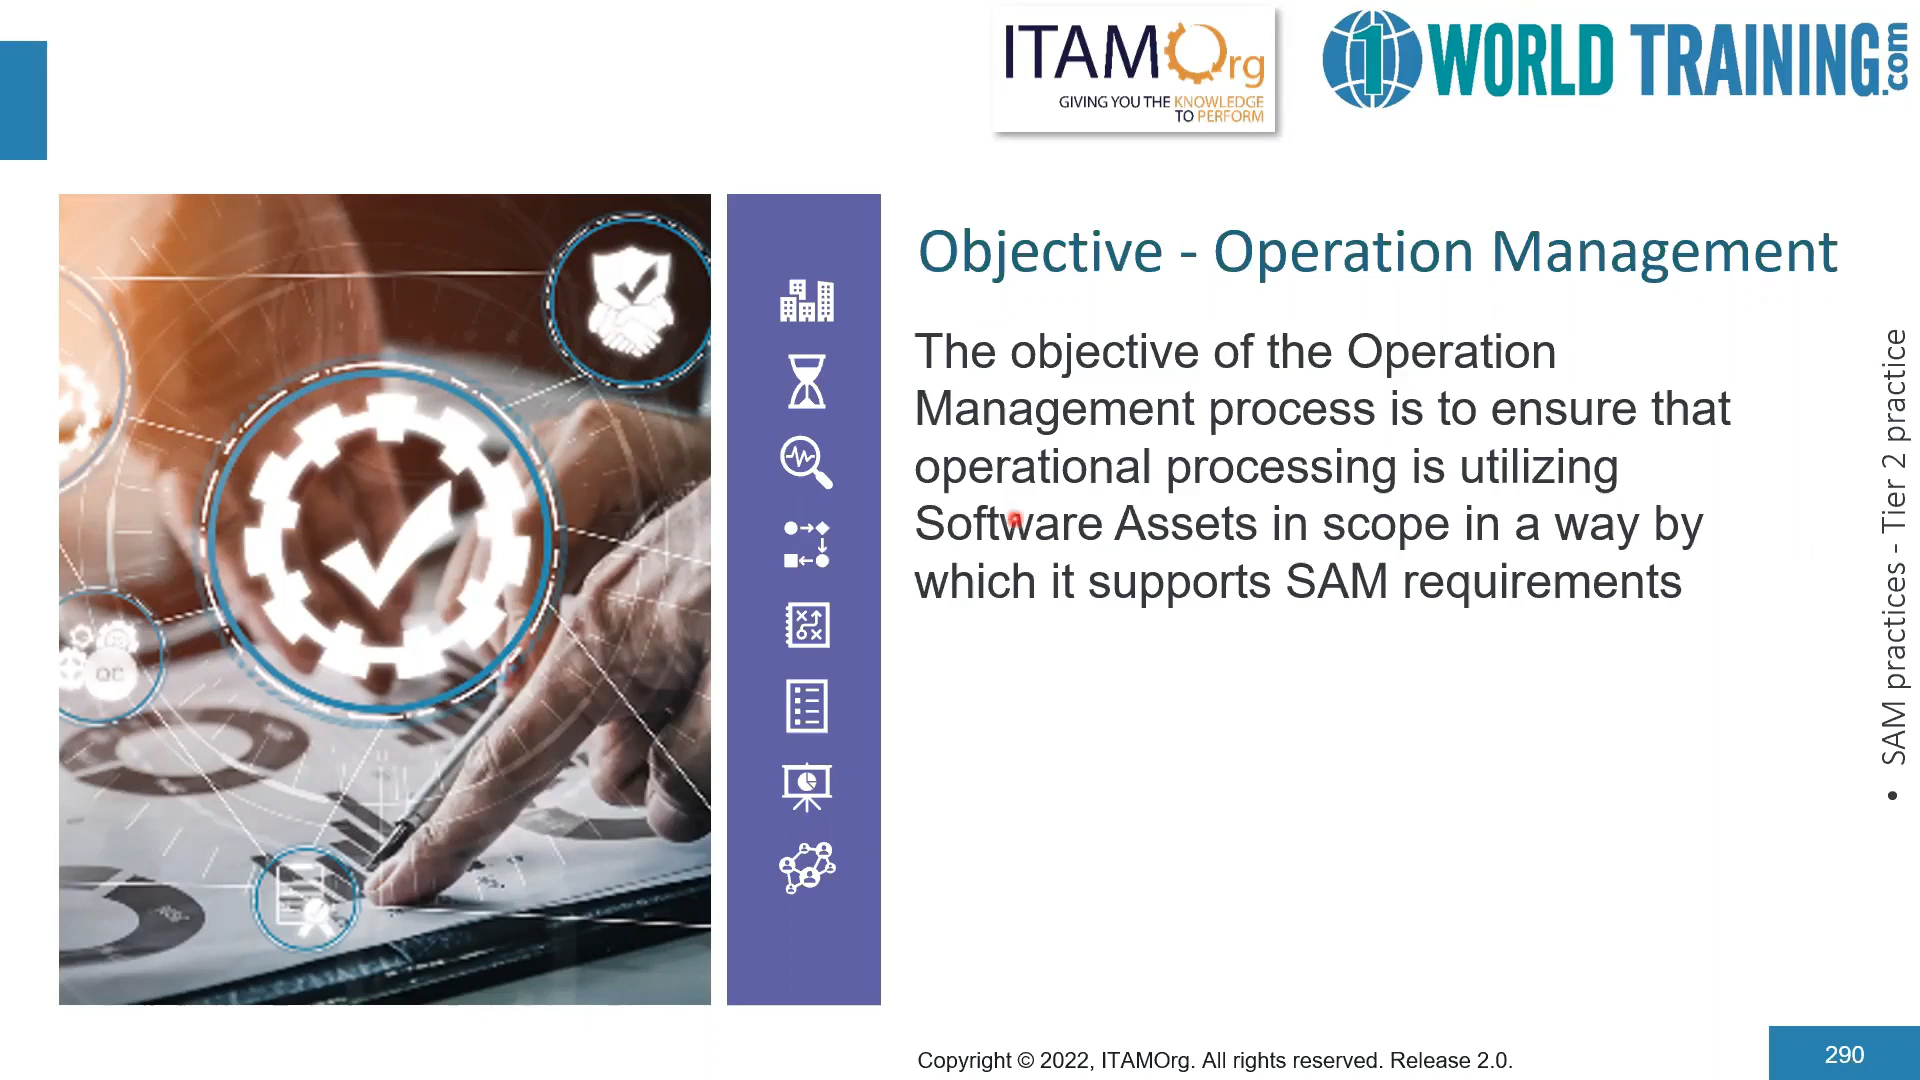 ITAMOrg
GIVING YOU THE KNOWLEDGE
TO PERFORM
1 WORLD TRAINING.com
Objective - Operation Management
The objective of the Operation
Management process is to ensure that
operational processing is utilizing
Software Assets in scope in a way by
which it supports SAM requirements
• SAM practices - Tier 2 practice
QC
Copyright © 2022, ITAMOrg. All rights reserved. Release 2.0.
290